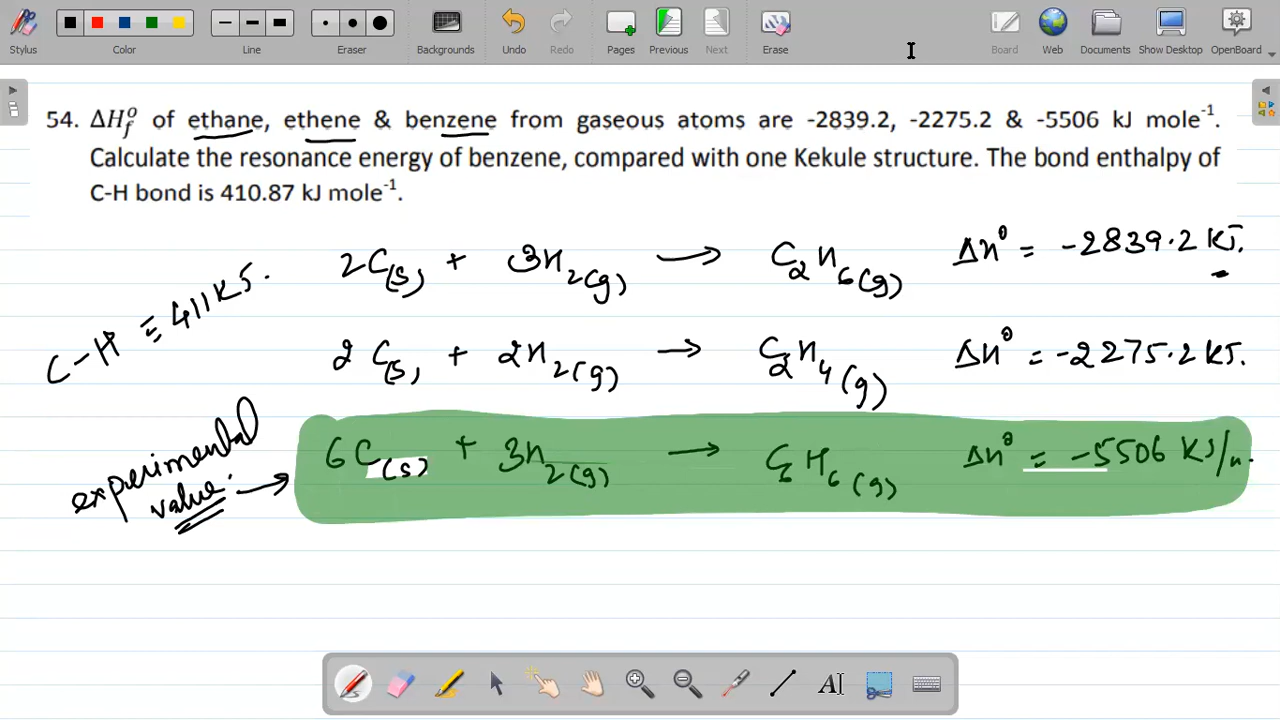 Stylus Color Line Eraser Backgrounds Undo Redo Pages Previous Next Erase Board Web Documents Show Desktop OpenBoard
54. ΔH°f of ethane, ethene & benzene from gaseous atoms are -2839.2, -2275.2 & -5506 kJ mole⁻¹.
Calculate the resonance energy of benzene, compared with one Kekule structure. The bond enthalpy of
C-H bond is 410.87 kJ mole⁻¹.
2C(s) + 3H₂(g) → C₂H₆(g) ΔH° = -2839.2 KJ.
C-H = 411KJ.
2C(s) + 2H₂(g) → C₂H₄(g) ΔH° = -2275.2 KJ.
experimental value. →
6C(s) + 3H₂(g) → C₆H₆(g) ΔH° = -5506 KJ/n.
AI